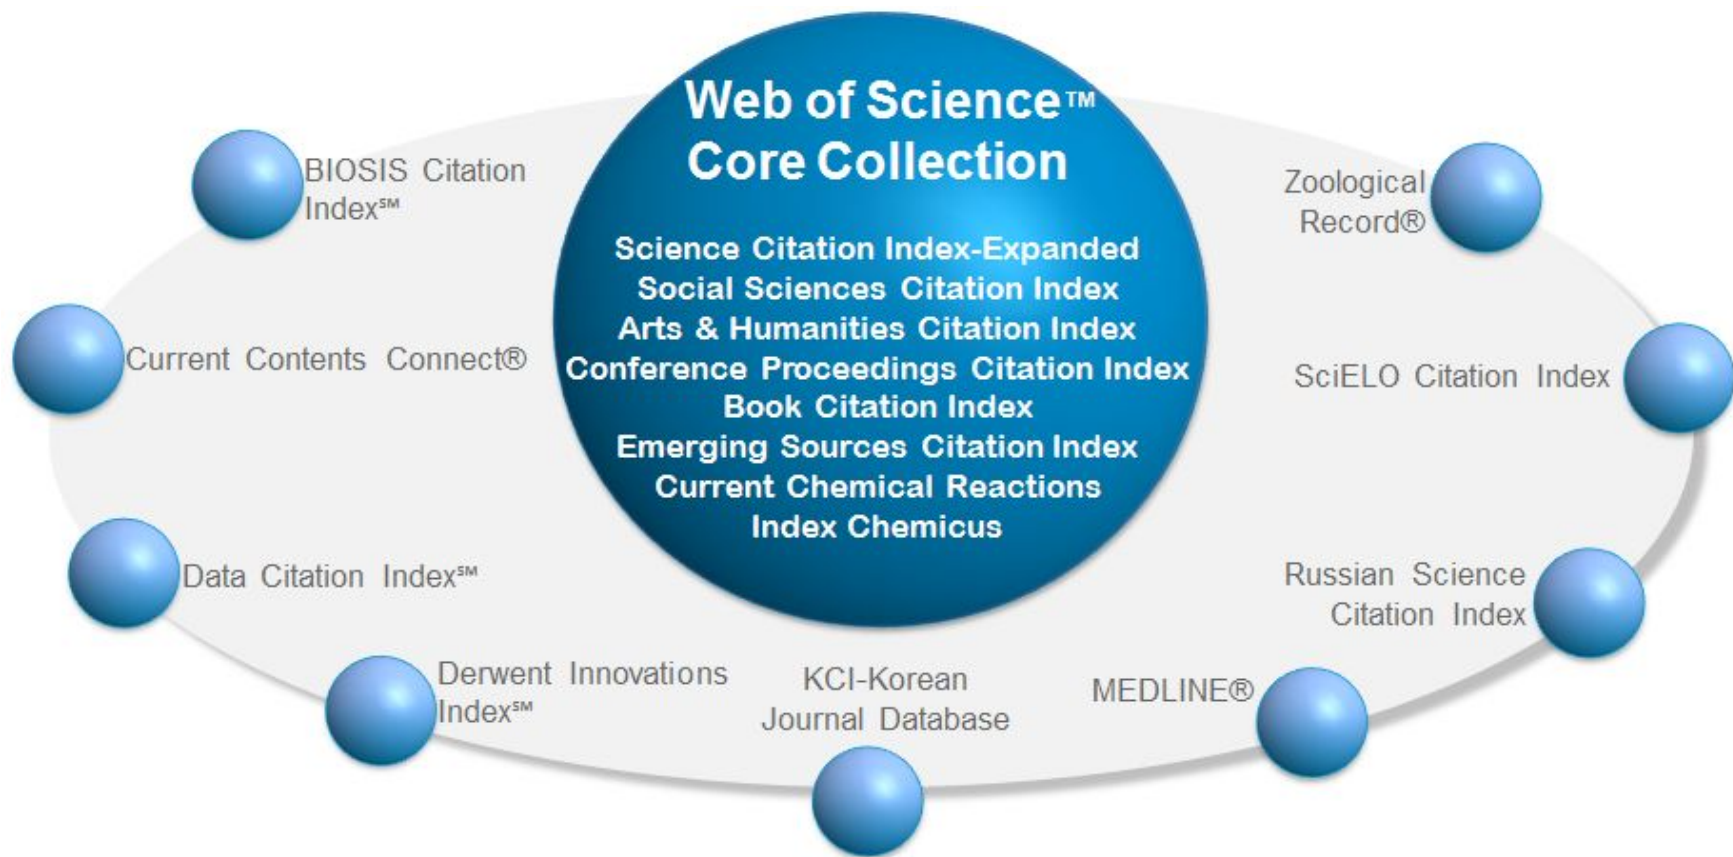 Web of Science™
Core Collection
Science Citation Index-Expanded
Social Sciences Citation Index
Arts & Humanities Citation Index
Conference Proceedings Citation Index
Book Citation Index
Emerging Sources Citation Index
Current Chemical Reactions
Index Chemicus
BIOSIS Citation
Index℠
Current Contents Connect®
Data Citation Index℠
Derwent Innovations
Index℠
KCI-Korean
Journal Database
MEDLINE®
Russian Science
Citation Index
SciELO Citation Index
Zoological
Record®